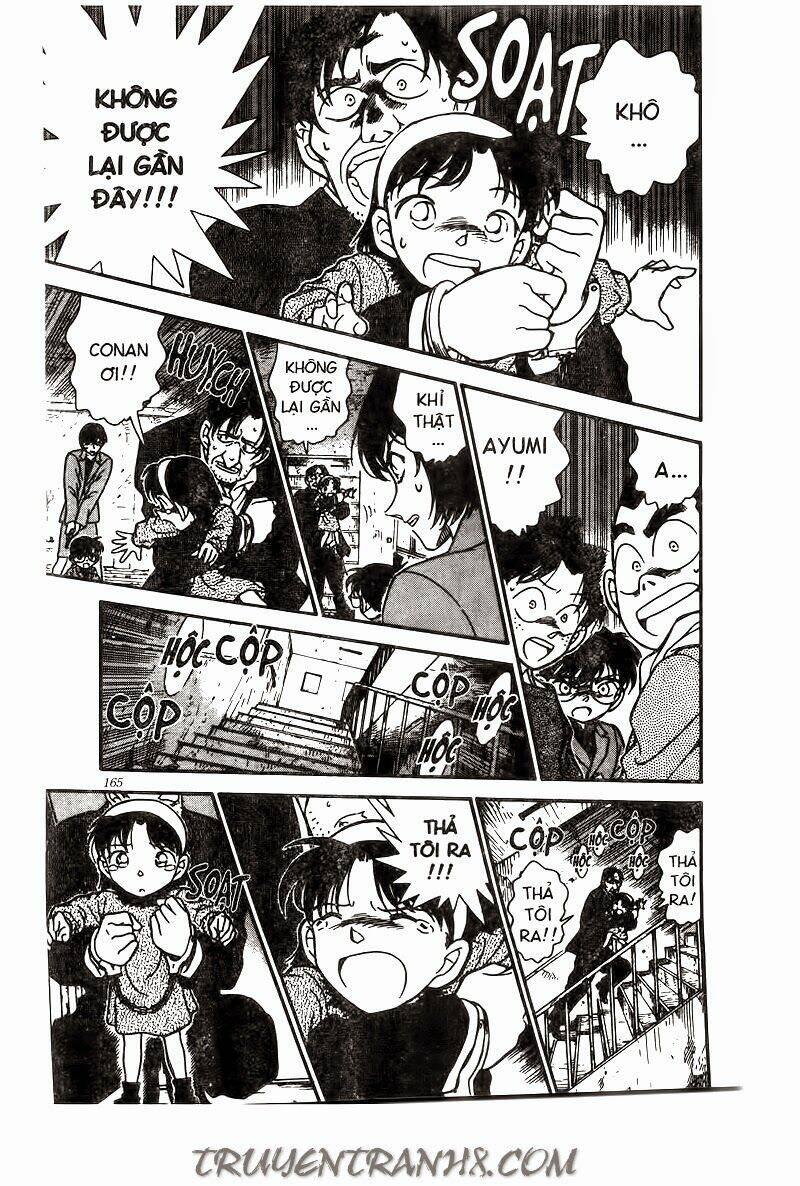 KHÔNG
ĐƯỢC
LẠI GẦN
ĐÂY!!!
SOẠT
KHÔ
...
CONAN
ƠI!!
HUỴCH
KHÔNG
ĐƯỢC
LẠI GẦN
...
KHỈ
THẬT
...
AYUMI
!!
A...
CỘP
HỘC
CỘP
CỘP
HỘC
HỘC
165
SOẠT
THẢ
TÔI RA
!!!
CỘP
HỘC
HỘC
CỘP
HỘC
THẢ
TÔI
RA!!
THẢ
TÔI
RA!
TRUYENTRANH8.COM